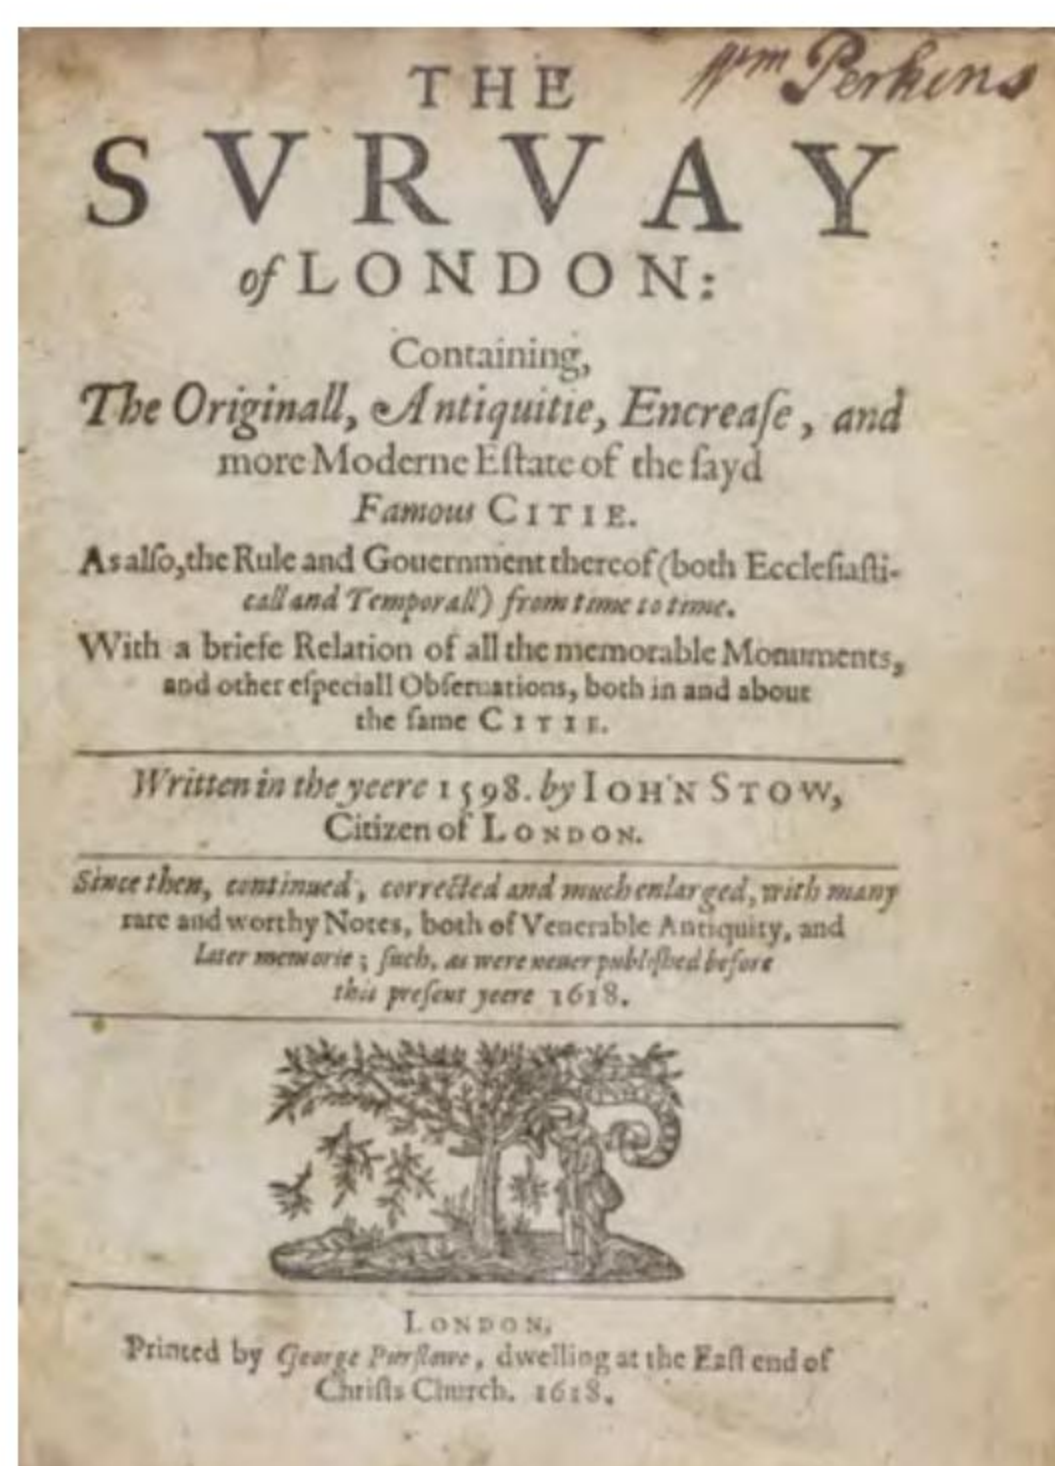 Wm Perkins
THE
SVRVAY
of LONDON:
Containing,
The Originall, Antiquitie, Encreaſe, and
more Moderne Eſtate of the ſayd
Famous CITIE.
As alſo, the Rule and Gouernment thereof (both Eccleſiaſti-
call and Temporall) from time to time.
With a briefe Relation of all the memorable Monuments,
and other eſpeciall Obſeruations, both in and about
the ſame CITIE.
Written in the yeere 1598. by IOHN STOW,
Citizen of LONDON.
Since then, continued, corrected and much enlarged, with many
rare and worthy Notes, both of Venerable Antiquity, and
later memorie; ſuch, as were neuer publiſhed before
this preſent yeere 1618.
LONDON,
Printed by George Purſlowe, dwelling at the Eaſt end of
Chriſts Church. 1618.